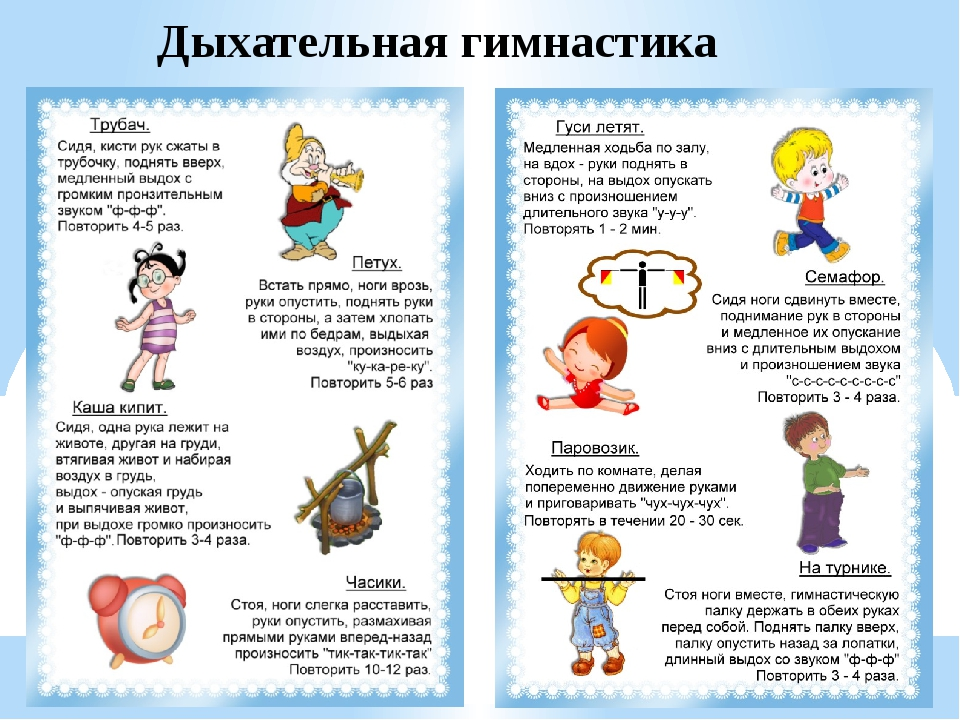 Дыхательная гимнастика
Трубач.
Сидя, кисти рук сжаты в
трубочку, поднять вверх,
медленный выдох с
громким пронзительным
звуком "ф-ф-ф".
Повторить 4-5 раз.
Петух.
Встать прямо, ноги врозь,
руки опустить, поднять руки
в стороны, а затем хлопать
ими по бедрам, выдыхая
воздух, произносить
"ку-ка-ре-ку".
Повторить 5-6 раз
Каша кипит.
Сидя, одна рука лежит на
животе, другая на груди,
втягивая живот и набирая
воздух в грудь,
выдох - опуская грудь
и выпячивая живот,
при выдохе громко произносить
"ф-ф-ф". Повторить 3-4 раза.
Часики.
Стоя, ноги слегка расставить,
руки опустить, размахивая
прямыми руками вперед-назад
произносить "тик-так-тик-так"
Повторить 10-12 раз.
Гуси летят.
Медленная ходьба по залу,
на вдох - руки поднять в
стороны, на выдох опускать
вниз с произношением
длительного звука "у-у-у".
Повторять 1 - 2 мин.
Семафор.
Сидя ноги сдвинуть вместе,
поднимание рук в стороны
и медленное их опускание
вниз с длительным выдохом
и произношением звука
"с-с-с-с-с-с-с-с"
Повторить 3 - 4 раза.
Паровозик.
Ходить по комнате, делая
попеременно движение руками
и приговаривать "чух-чух-чух".
Повторять в течении 20 - 30 сек.
На турнике.
Стоя ноги вместе, гимнастическую
палку держать в обеих руках
перед собой. Поднять палку вверх,
палку опустить назад за лопатки,
длинный выдох со звуком "ф-ф-ф"
Повторить 3 - 4 раза.